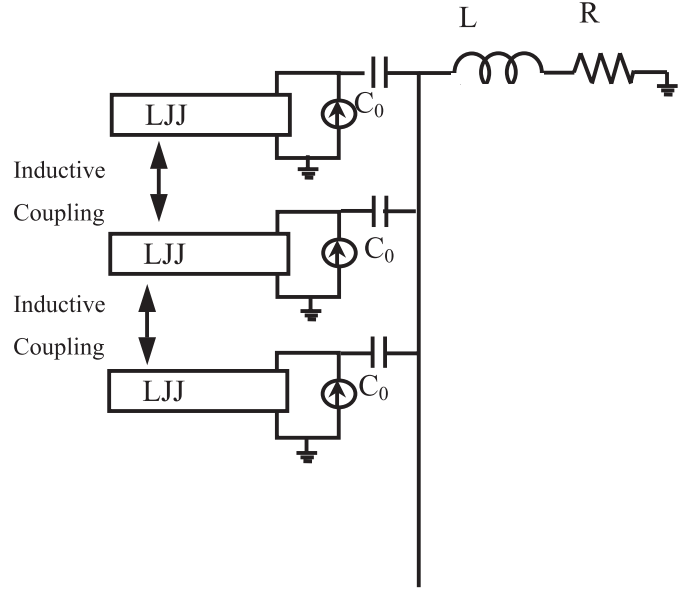 L
R
C₀
LJJ
Inductive
Coupling
LJJ
C₀
Inductive
Coupling
LJJ
C₀